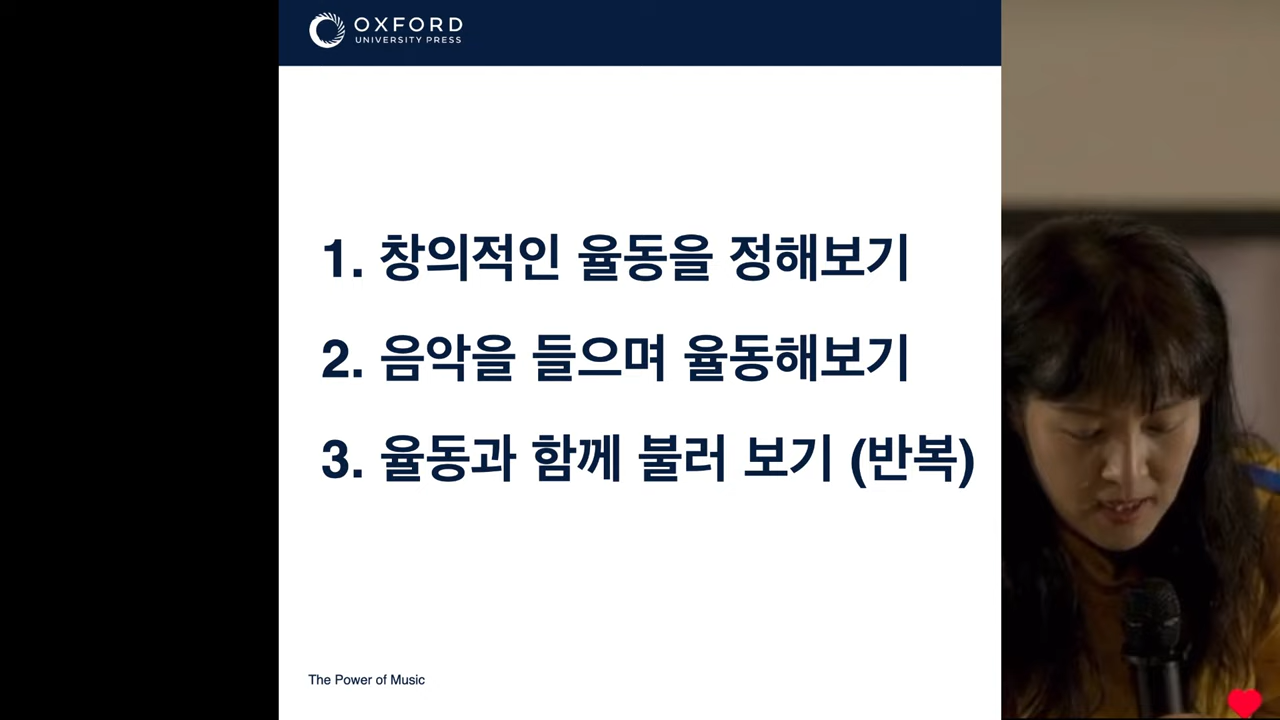 OXFORD
UNIVERSITY PRESS
1. 창의적인 율동을 정해보기
2. 음악을 들으며 율동해보기
3. 율동과 함께 불러 보기 (반복)
The Power of Music